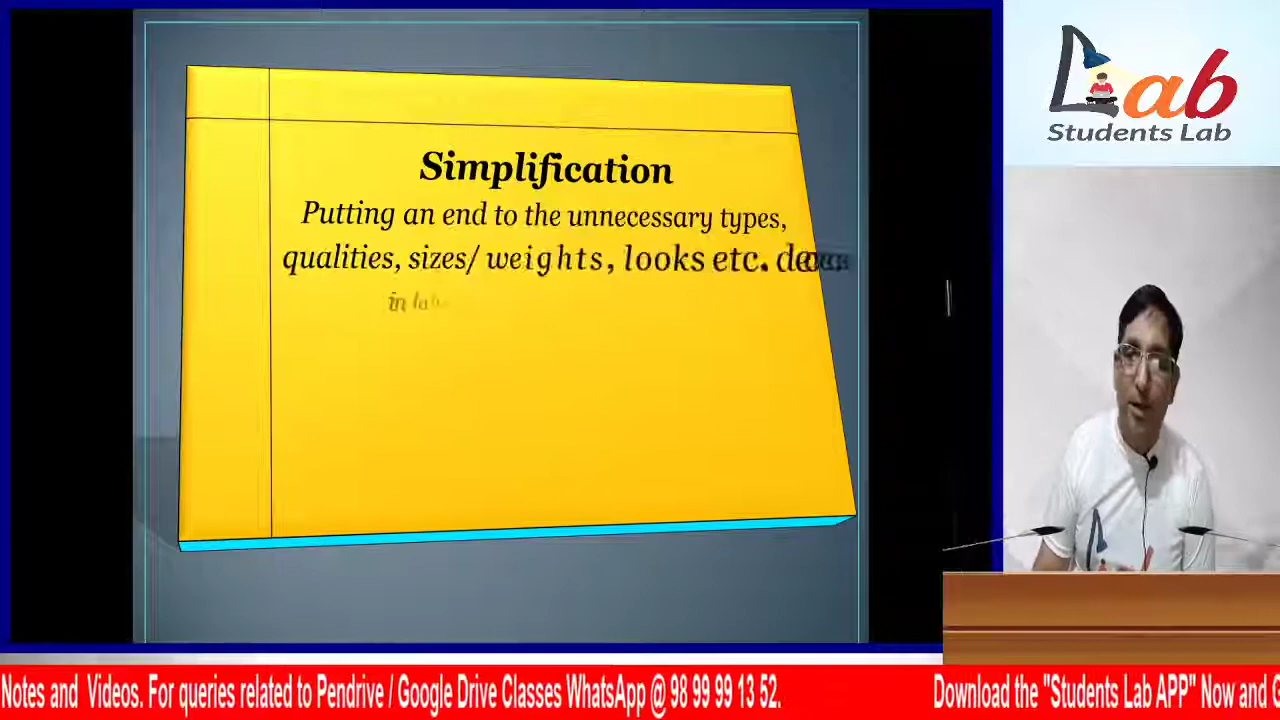 Simplification
Putting an end to the unnecessary types,
qualities, sizes/ weights, looks etc.
in
Lab
Students Lab
Notes and Videos. For queries related to Pendrive / Google Drive Classes WhatsApp @ 98 99 99 13 52.
Download the "Students Lab APP" Now and G